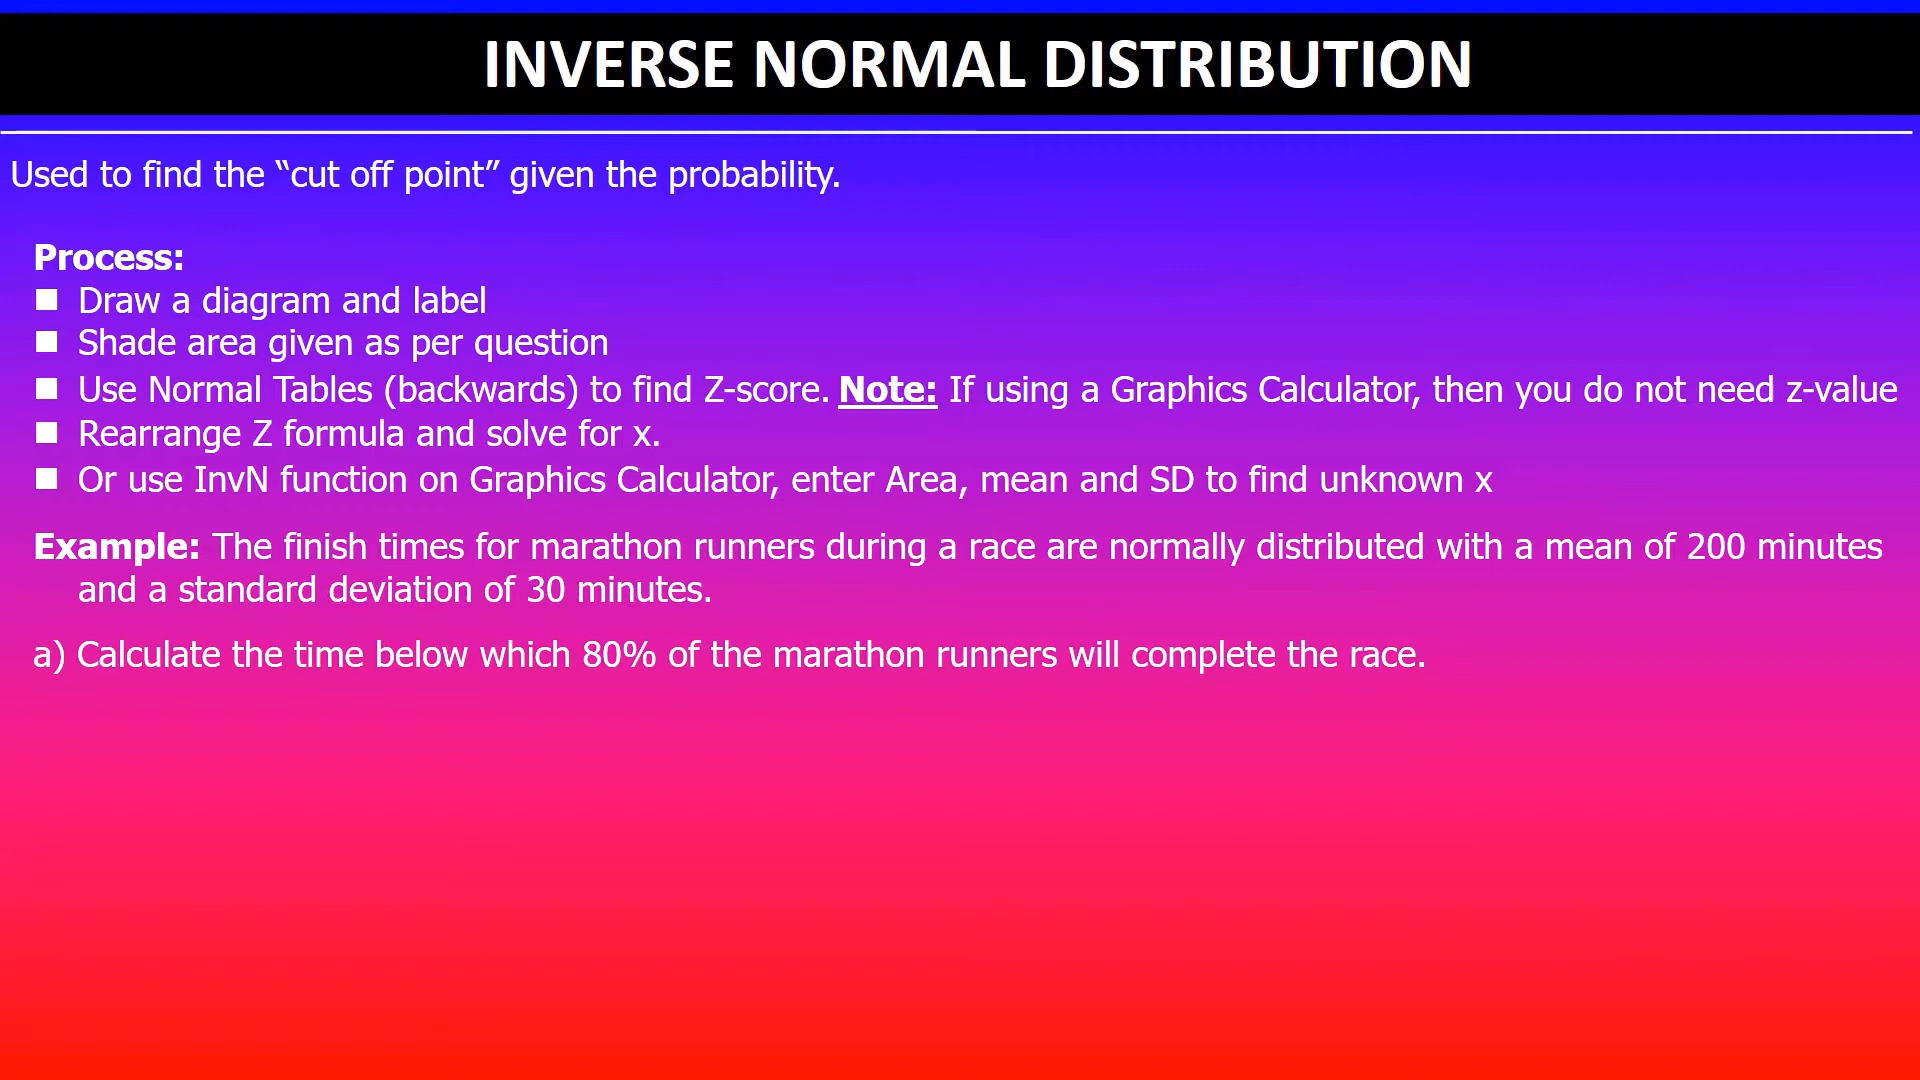 INVERSE NORMAL DISTRIBUTION
Used to find the “cut off point” given the probability.
Process:
■ Draw a diagram and label
■ Shade area given as per question
■ Use Normal Tables (backwards) to find Z-score. Note: If using a Graphics Calculator, then you do not need z-value
■ Rearrange Z formula and solve for x.
■ Or use InvN function on Graphics Calculator, enter Area, mean and SD to find unknown x
Example: The finish times for marathon runners during a race are normally distributed with a mean of 200 minutes
and a standard deviation of 30 minutes.
a) Calculate the time below which 80% of the marathon runners will complete the race.